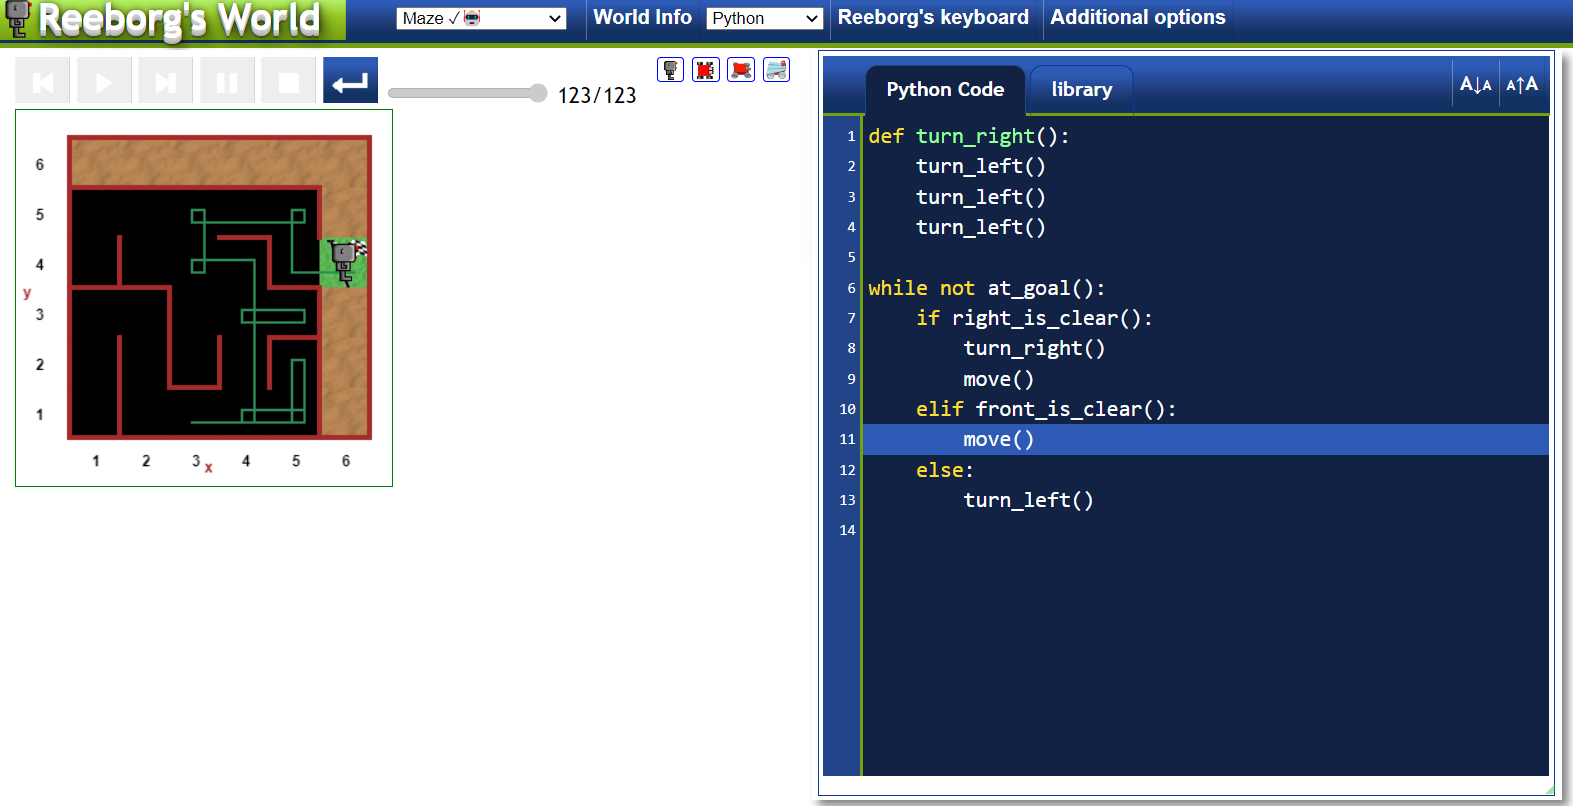 Reeborg's World
Maze ✓🤖
World Info
Python
Reeborg's keyboard
Additional options
123/123
Python Code
library
A↓A
A↑A
6
5
4
y
3
2
1
1 2 3 x 4 5 6
1 def turn_right():
2     turn_left()
3     turn_left()
4     turn_left()
5
6 while not at_goal():
7     if right_is_clear():
8         turn_right()
9         move()
10     elif front_is_clear():
11         move()
12     else:
13         turn_left()
14